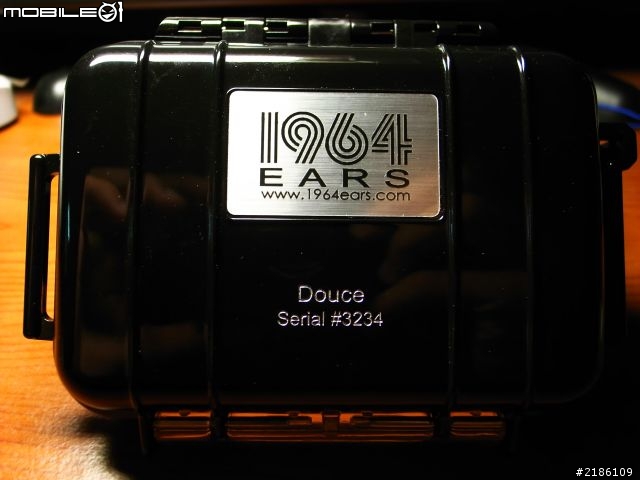 MOBILE01
1964
EARS
www.1964ears.com
Douce
Serial #3234
#2186109